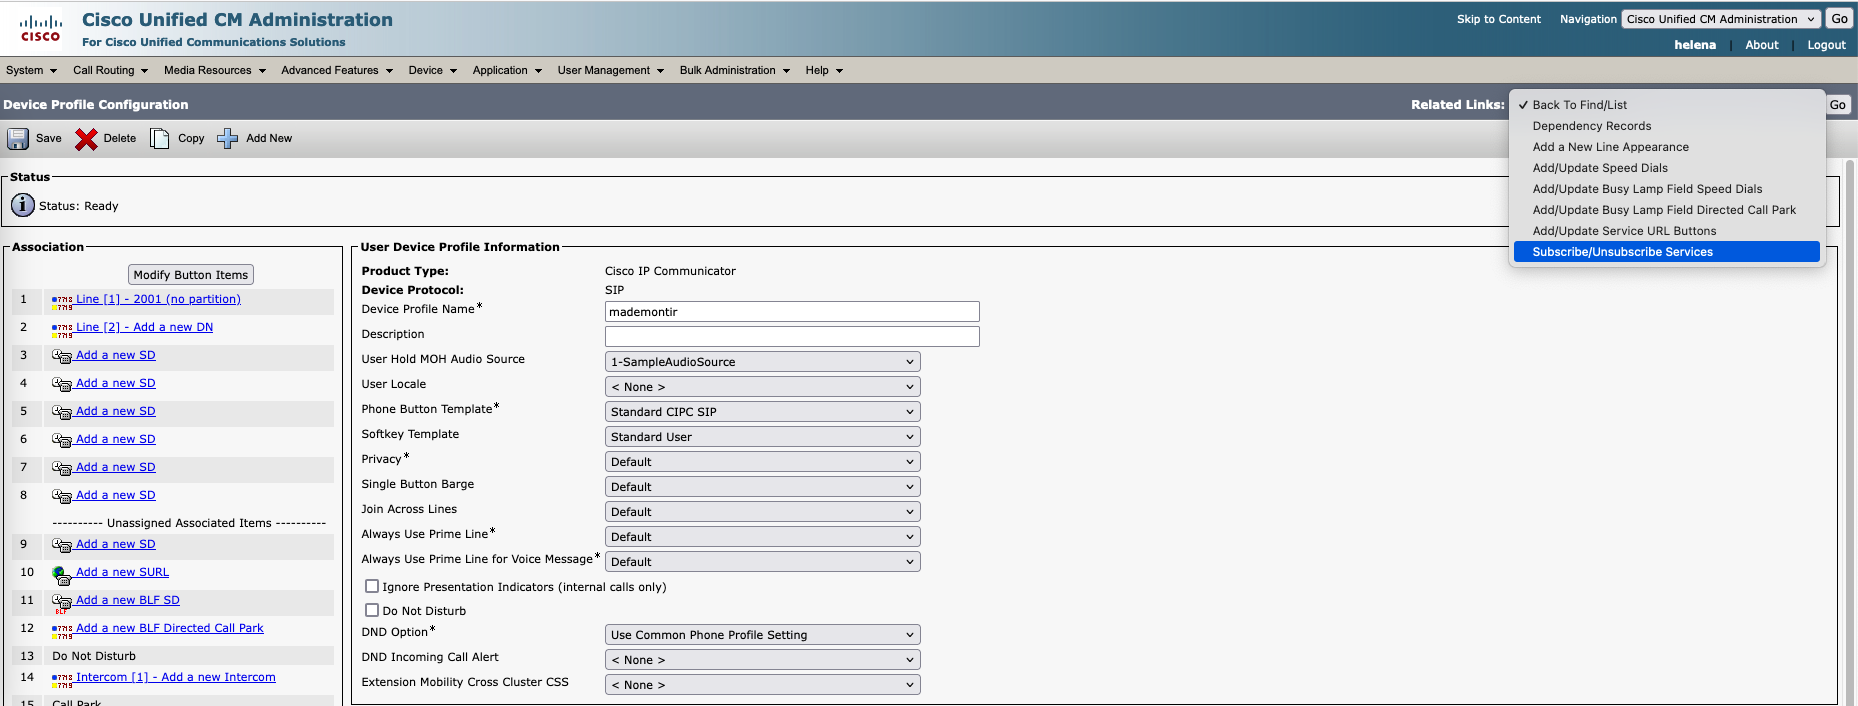 Cisco Unified CM Administration
For Cisco Unified Communications Solutions
CISCO
Skip to Content Navigation Cisco Unified CM Administration Go
helena | About | Logout
System Call Routing Media Resources Advanced Features Device Application User Management Bulk Administration Help
Device Profile Configuration
Related Links: ✓ Back To Find/List Go
Dependency Records
Add a New Line Appearance
Add/Update Speed Dials
Add/Update Busy Lamp Field Speed Dials
Add/Update Busy Lamp Field Directed Call Park
Add/Update Service URL Buttons
Subscribe/Unsubscribe Services
Save Delete Copy Add New
Status
Status: Ready
Association
Modify Button Items
1 Line [1] - 2001 (no partition)
2 Line [2] - Add a new DN
3 Add a new SD
4 Add a new SD
5 Add a new SD
6 Add a new SD
7 Add a new SD
8 Add a new SD
---------- Unassigned Associated Items ----------
9 Add a new SD
10 Add a new SURL
11 Add a new BLF SD
12 Add a new BLF Directed Call Park
13 Do Not Disturb
14 Intercom [1] - Add a new Intercom
15 Call Park
User Device Profile Information
Product Type: Cisco IP Communicator
Device Protocol: SIP
Device Profile Name* mademontir
Description
User Hold MOH Audio Source 1-SampleAudioSource
User Locale < None >
Phone Button Template* Standard CIPC SIP
Softkey Template Standard User
Privacy* Default
Single Button Barge Default
Join Across Lines Default
Always Use Prime Line* Default
Always Use Prime Line for Voice Message* Default
Ignore Presentation Indicators (internal calls only)
Do Not Disturb
DND Option* Use Common Phone Profile Setting
DND Incoming Call Alert < None >
Extension Mobility Cross Cluster CSS < None >